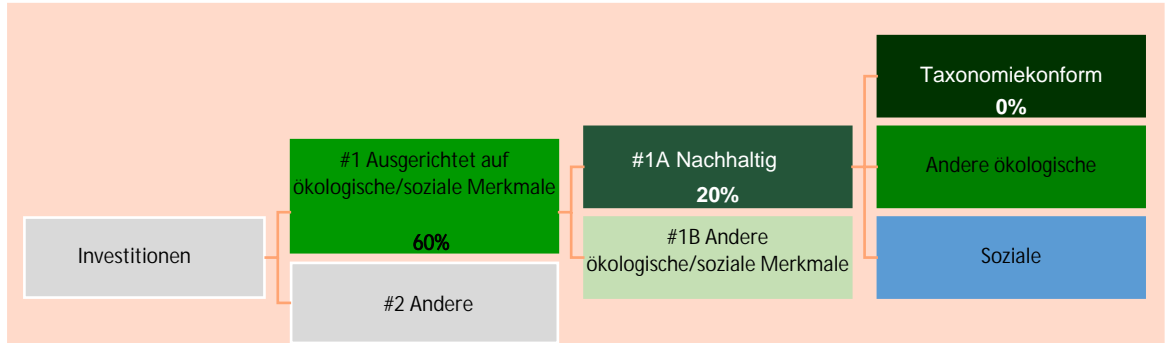 Investitionen
#1 Ausgerichtet auf
ökologische/soziale Merkmale
60%
#2 Andere
#1A Nachhaltig
20%
#1B Andere
ökologische/soziale Merkmale
Taxonomiekonform
0%
Andere ökologische
Soziale